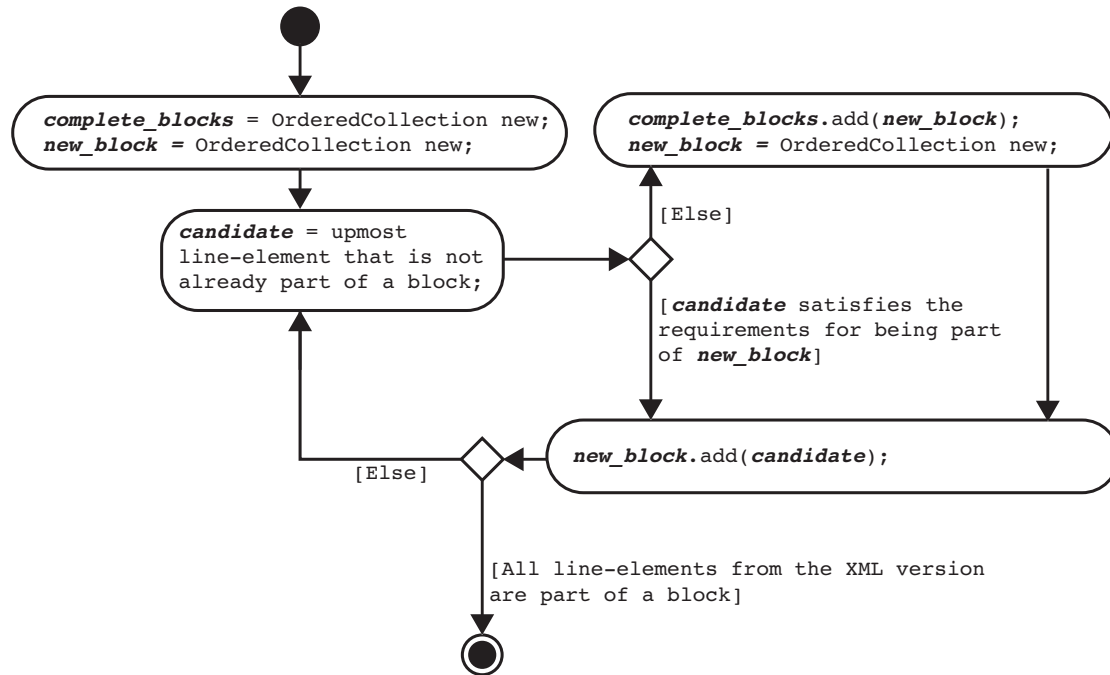 complete_blocks = OrderedCollection new;
new_block = OrderedCollection new;
complete_blocks.add(new_block);
new_block = OrderedCollection new;
[Else]
candidate = upmost
line-element that is not
already part of a block;
[candidate satisfies the
requirements for being part
of new_block]
new_block.add(candidate);
[Else]
[All line-elements from the XML version
are part of a block]